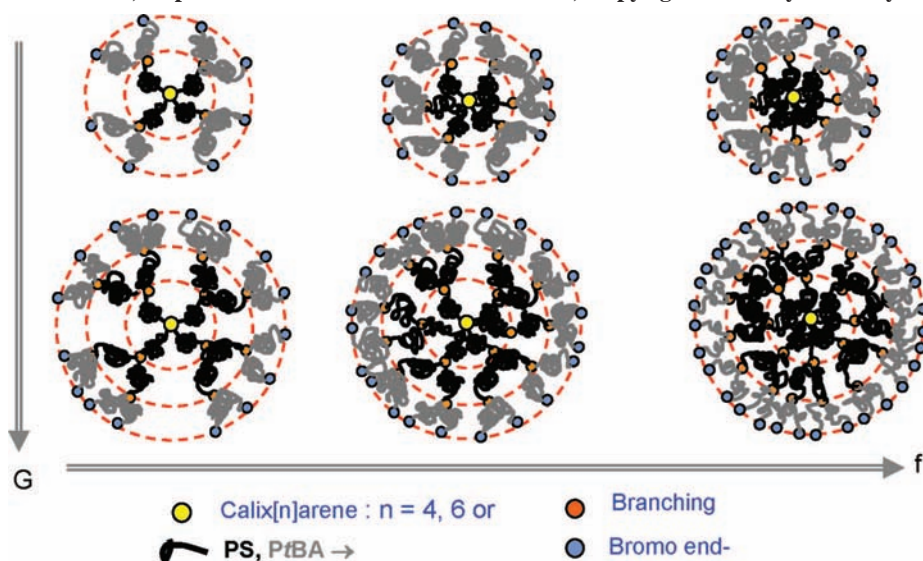 G
f
Calix[n]arene : n = 4, 6 or
Branching
PS, PtBA →
Bromo end-